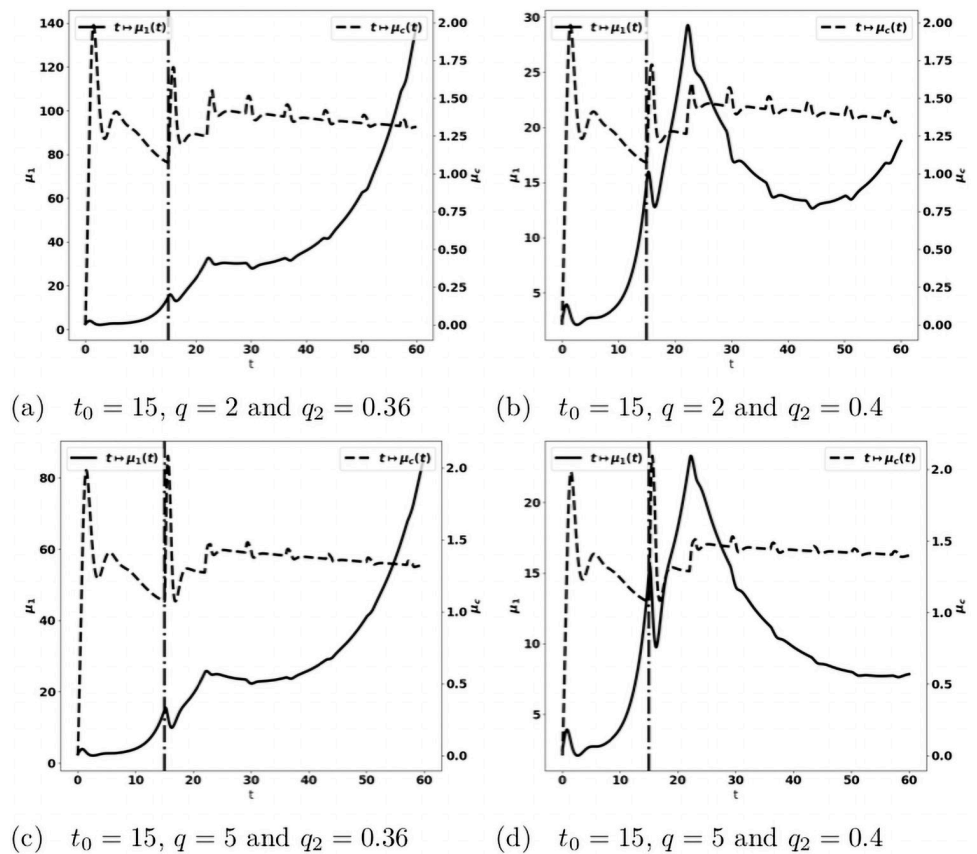 t ↦ μ₁(t) t ↦ μc(t)
140 120 100 80 60 40 20 0
μ₁
2.00 1.75 1.50 1.25 1.00 0.75 0.50 0.25 0.00
μc
0 10 20 30 40 50 60
t
(a) t₀ = 15, q = 2 and q₂ = 0.36
t ↦ μ₁(t) t ↦ μc(t)
30 25 20 15 10 5
μ₁
2.00 1.75 1.50 1.25 1.00 0.75 0.50 0.25 0.00
μc
0 10 20 30 40 50 60
t
(b) t₀ = 15, q = 2 and q₂ = 0.4
t ↦ μ₁(t) t ↦ μc(t)
80 60 40 20 0
μ₁
2.0 1.5 1.0 0.5 0.0
μc
0 10 20 30 40 50 60
t
(c) t₀ = 15, q = 5 and q₂ = 0.36
t ↦ μ₁(t) t ↦ μc(t)
20 15 10 5
μ₁
2.0 1.5 1.0 0.5 0.0
μc
0 10 20 30 40 50 60
t
(d) t₀ = 15, q = 5 and q₂ = 0.4